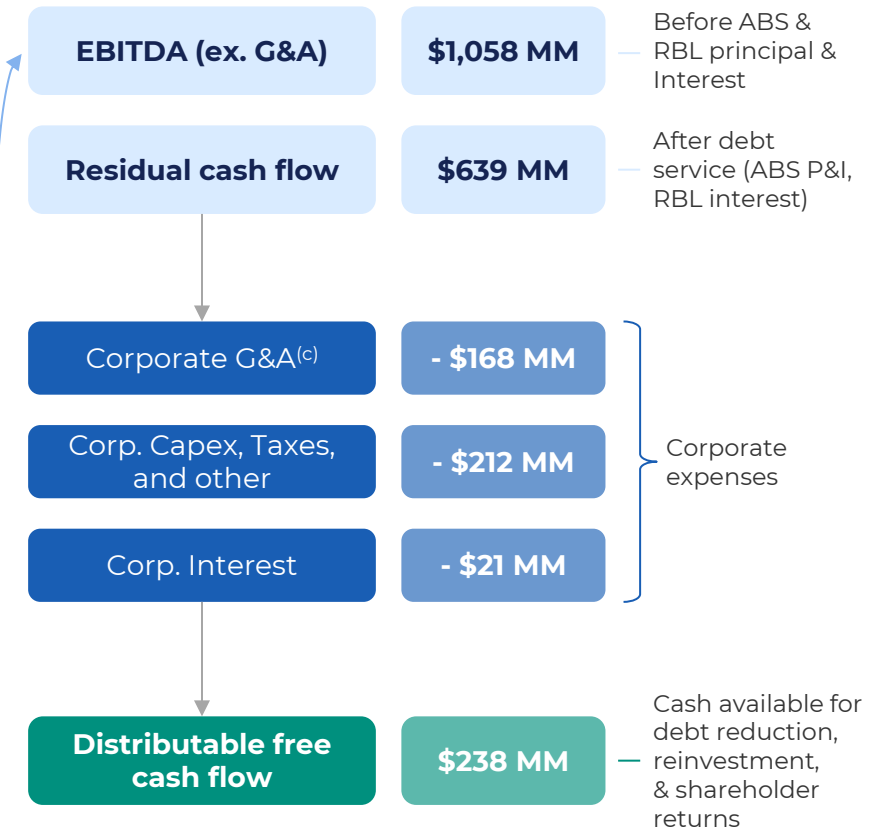 EBITDA (ex. G&A)
$1,058 MM
Before ABS &
RBL principal &
Interest
Residual cash flow
$639 MM
After debt
service (ABS P&I,
RBL interest)
Corporate G&A(c)
- $168 MM
Corp. Capex, Taxes,
and other
- $212 MM
Corp. Interest
- $21 MM
Corporate
expenses
Distributable free
cash flow
$238 MM
Cash available for
debt reduction,
reinvestment,
& shareholder
returns